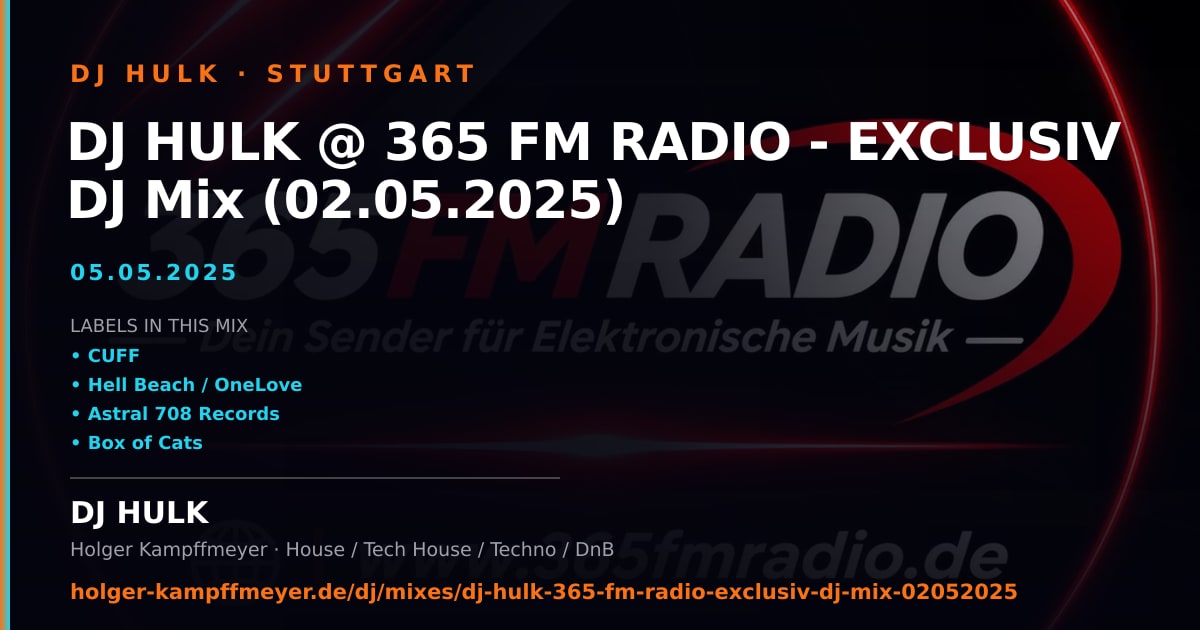 DJ HULK · STUTTGART
DJ HULK @ 365 FM RADIO - EXCLUSIV
DJ Mix (02.05.2025)
365FMRADIO
05.05.2025
LABELS IN THIS MIX
Dein Sender für Elektronische Musik
• CUFF
• Hell Beach / OneLove
• Astral 708 Records
• Box of Cats
DJ HULK
Holger Kampffmeyer · House / Tech House / Techno / DnB
www.365fmradio.de
holger-kampffmeyer.de/dj/mixes/dj-hulk-365-fm-radio-exclusiv-dj-mix-02052025